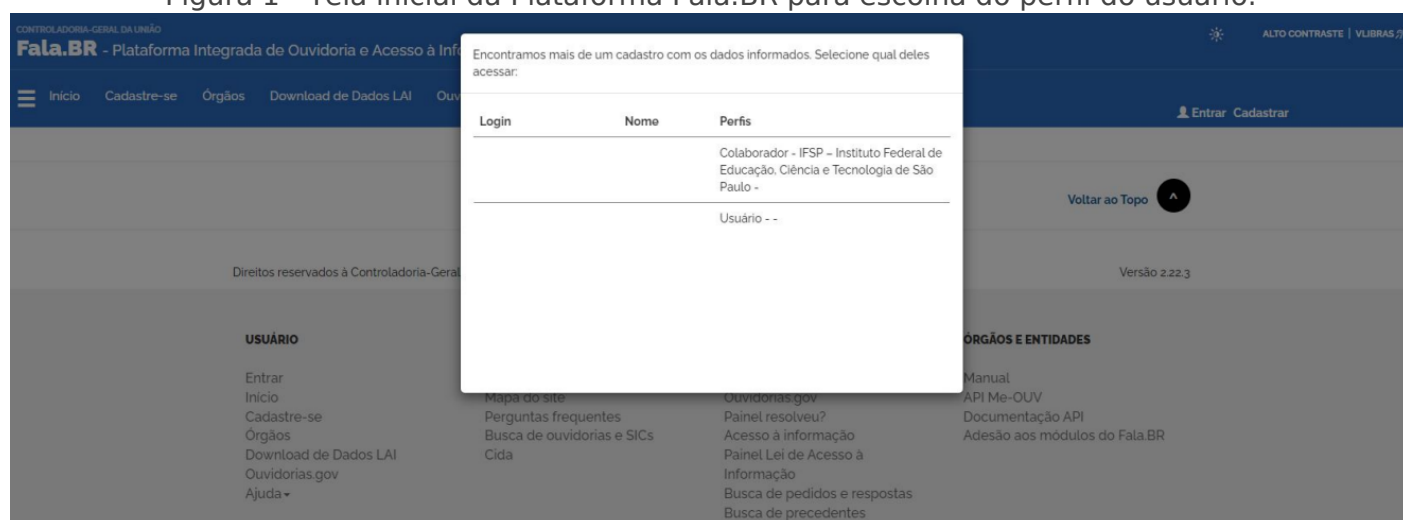 Figura 1 - Tela inicial da Plataforma Fala.BR para escolha do perfil do usuário.
CONTROLADORIA-GERAL DA UNIÃO
Fala.BR - Plataforma Integrada de Ouvidoria e Acesso à Info
ALTO CONTRASTE | VLIBRAS
Início Cadastre-se Órgãos Download de Dados LAI Ouv
Entrar Cadastrar
Encontramos mais de um cadastro com os dados informados. Selecione qual deles
acessar:
Login Nome Perfis
Colaborador - IFSP – Instituto Federal de
Educação, Ciência e Tecnologia de São
Paulo -
Usuário - -
Voltar ao Topo
Direitos reservados à Controladoria-Geral
Versão 2.22.3
USUÁRIO
Entrar
Início
Cadastre-se
Órgãos
Download de Dados LAI
Ouvidorias.gov
Ajuda
Mapa do site
Perguntas frequentes
Busca de ouvidorias e SICs
Cida
Ouvidorias.gov
Painel resolveu?
Acesso à informação
Painel Lei de Acesso à
Informação
Busca de pedidos e respostas
Busca de precedentes
ÓRGÃOS E ENTIDADES
Manual
API Me-OUV
Documentação API
Adesão aos módulos do Fala.BR